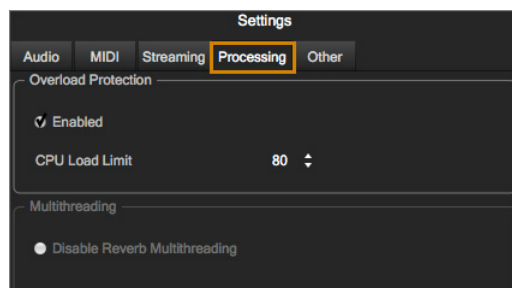 Settings
Audio MIDI Streaming Processing Other
Overload Protection
Enabled
CPU Load Limit 80
Multithreading
Disable Reverb Multithreading